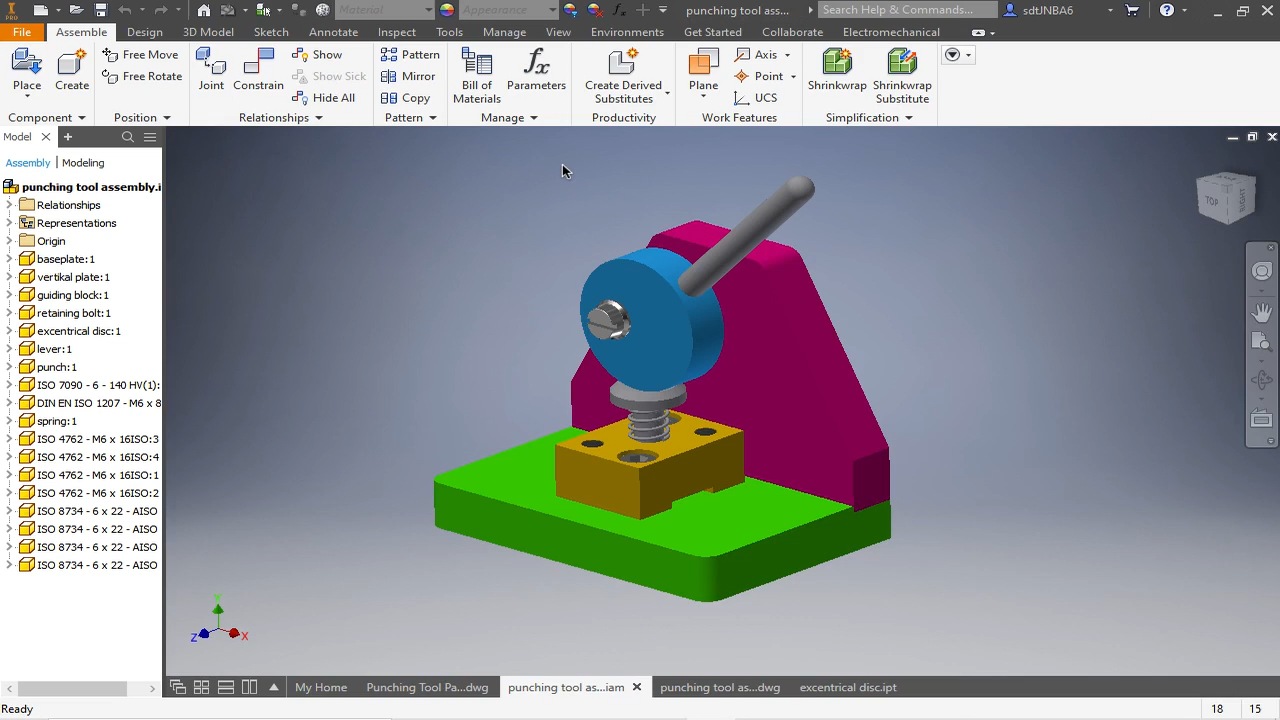 PRO
Material
Appearance
fx
punching tool ass...
Search Help & Commands...
sdtJNBA6
File
Assemble
Design
3D Model
Sketch
Annotate
Inspect
Tools
Manage
View
Environments
Get Started
Collaborate
Electromechanical
Place
Create
Free Move
Free Rotate
Joint
Constrain
Show
Show Sick
Hide All
Pattern
Mirror
Copy
Bill of
Materials
fx
Parameters
Create Derived
Substitutes
Plane
Axis
Point
UCS
Shrinkwrap
Shrinkwrap
Substitute
Component
Position
Relationships
Pattern
Manage
Productivity
Work Features
Simplification
Model
Assembly
Modeling
punching tool assembly.i
Relationships
Representations
Origin
baseplate:1
vertikal plate:1
guiding block:1
retaining bolt:1
excentrical disc:1
lever:1
punch:1
ISO 7090 - 6 - 140 HV(1):
DIN EN ISO 1207 - M6 x 8
spring:1
ISO 4762 - M6 x 16ISO:3
ISO 4762 - M6 x 16ISO:4
ISO 4762 - M6 x 16ISO:1
ISO 4762 - M6 x 16ISO:2
ISO 8734 - 6 x 22 - AISO
ISO 8734 - 6 x 22 - AISO
ISO 8734 - 6 x 22 - AISO
ISO 8734 - 6 x 22 - AISO
TOP
RIGHT
Y
Z
X
My Home
Punching Tool Pa...dwg
punching tool as...iam
punching tool as...dwg
excentrical disc.ipt
Ready
18
15